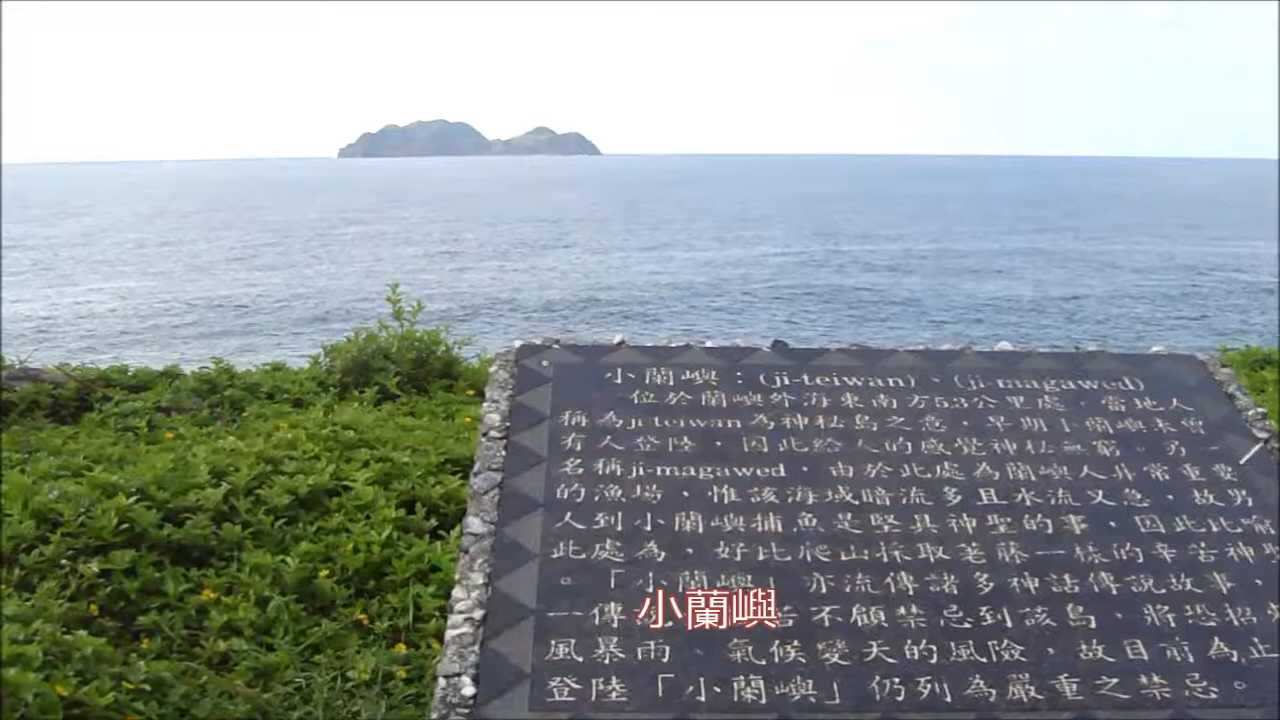 小蘭嶼：(ji-teiwan)、(ji-magawed)
位於蘭嶼外海東南方5.3公里處，當地人
稱為ji-teiwan為神秘島之意，早期小蘭嶼未曾
有人登陸，因此給人的感覺神秘無窮。另一
名稱ji-magawed，由於此處為蘭嶼人非常重要
的漁場，惟該海域暗流多且水流又急，故男
人到小蘭嶼捕魚是堅具神聖的事，因此比喻
此處為，好比爬山採取荖藤一樣的辛苦神聖
。「小蘭嶼」亦流傳諸多神話傳說故事，
一傳 不顧禁忌到該島，將恐招
小蘭嶼
風暴雨、氣候變天的風險，故目前為止
登陸「小蘭嶼」仍列為嚴重之禁忌。